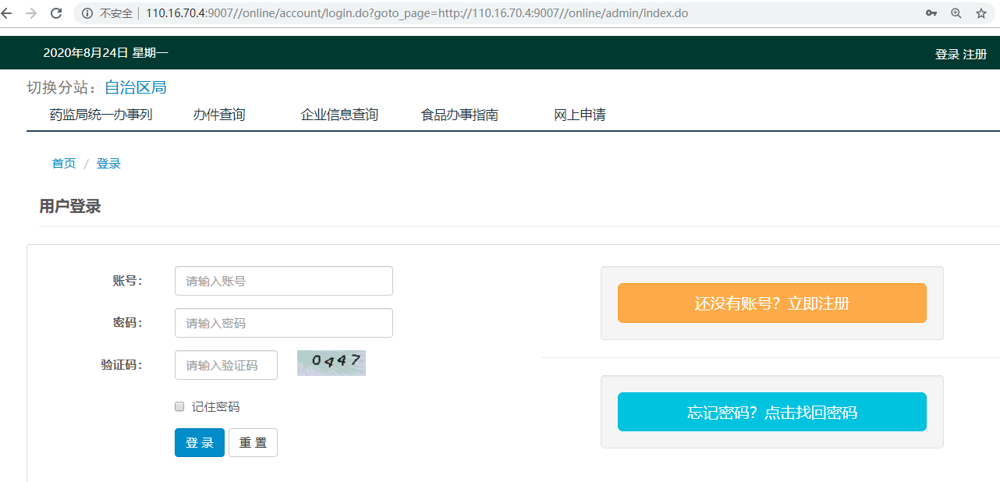 不安全 110.16.70.4:9007//online/account/login.do?goto_page=http://110.16.70.4:9007//online/admin/index.do
2020年8月24日 星期一
登录 注册
切换分站：自治区局
药监局统一办事列 办件查询 企业信息查询 食品办事指南 网上申请
首页 / 登录
用户登录
账号： 请输入账号
密码： 请输入密码
验证码： 请输入验证码 0447
记住密码
登 录 重 置
还没有账号？立即注册
忘记密码？点击找回密码